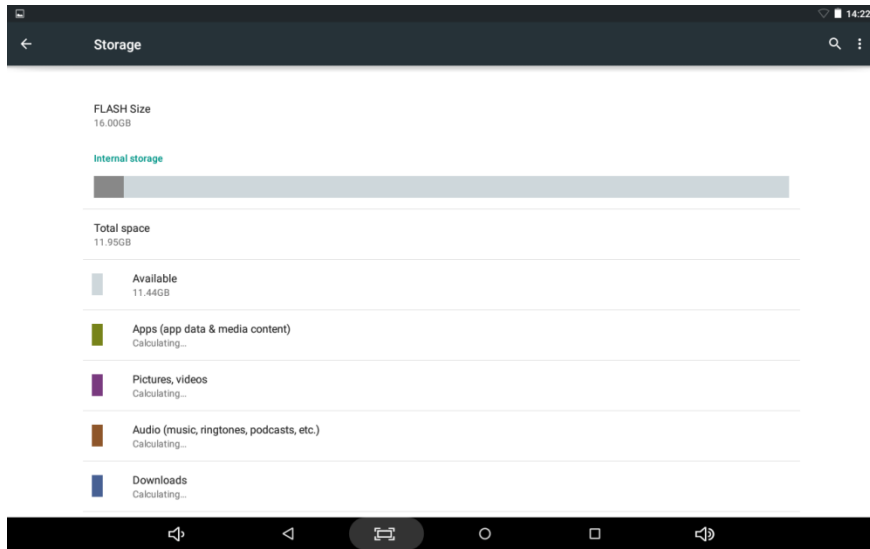 14:22
Storage
FLASH Size
16.00GB
Internal storage
Total space
11.95GB
Available
11.44GB
Apps (app data & media content)
Calculating...
Pictures, videos
Calculating...
Audio (music, ringtones, podcasts, etc.)
Calculating...
Downloads
Calculating...